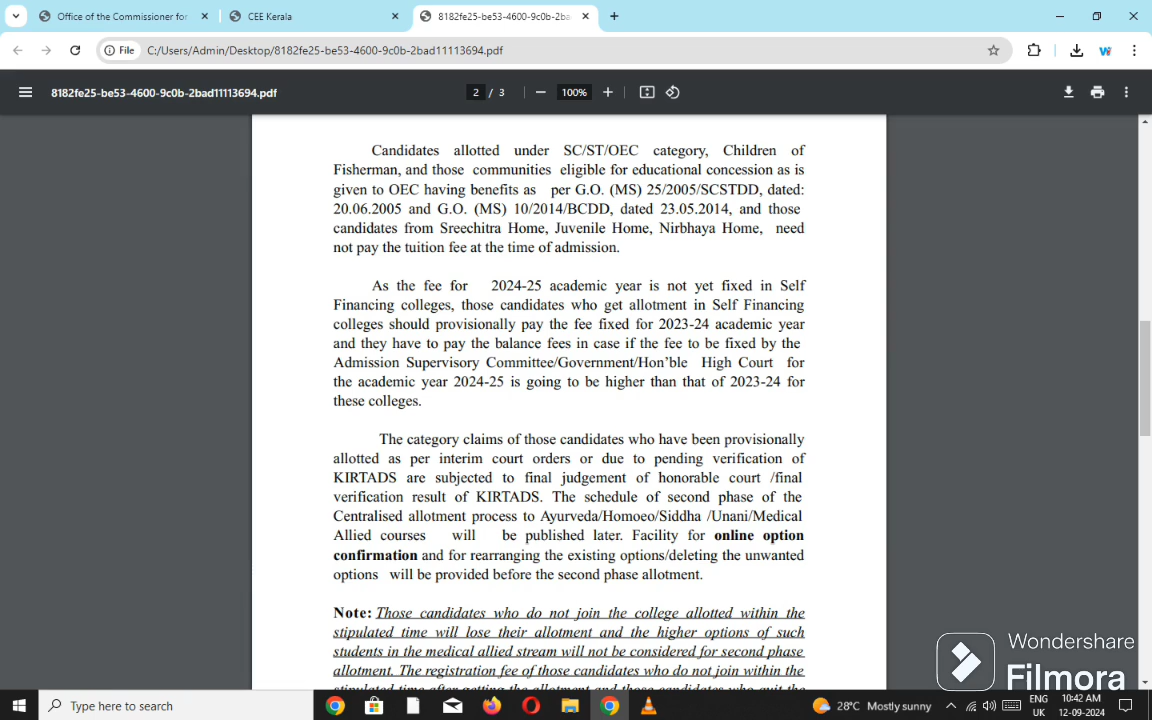 Office of the Commissioner for
CEE Kerala
8182fe25-be53-4600-9c0b-2ba
File
C:/Users/Admin/Desktop/8182fe25-be53-4600-9c0b-2bad11113694.pdf
8182fe25-be53-4600-9c0b-2bad11113694.pdf
2 / 3
100%
Candidates allotted under SC/ST/OEC category, Children of
Fisherman, and those communities eligible for educational concession as is
given to OEC having benefits as per G.O. (MS) 25/2005/SCSTDD, dated:
20.06.2005 and G.O. (MS) 10/2014/BCDD, dated 23.05.2014, and those
candidates from Sreechitra Home, Juvenile Home, Nirbhaya Home, need
not pay the tuition fee at the time of admission.
As the fee for 2024-25 academic year is not yet fixed in Self
Financing colleges, those candidates who get allotment in Self Financing
colleges should provisionally pay the fee fixed for 2023-24 academic year
and they have to pay the balance fees in case if the fee to be fixed by the
Admission Supervisory Committee/Government/Hon’ble High Court for
the academic year 2024-25 is going to be higher than that of 2023-24 for
these colleges.
The category claims of those candidates who have been provisionally
allotted as per interim court orders or due to pending verification of
KIRTADS are subjected to final judgement of honorable court /final
verification result of KIRTADS. The schedule of second phase of the
Centralised allotment process to Ayurveda/Homoeo/Siddha /Unani/Medical
Allied courses will be published later. Facility for online option
confirmation and for rearranging the existing options/deleting the unwanted
options will be provided before the second phase allotment.
Note: Those candidates who do not join the college allotted within the
stipulated time will lose their allotment and the higher options of such
students in the medical allied stream will not be considered for second phase
allotment. The registration fee of those candidates who do not join within the
stipulated time after getting the allotment and those candidates who quit the
Wondershare
Filmora
Type here to search
28°C Mostly sunny
ENG
UK
10:42 AM
12-09-2024